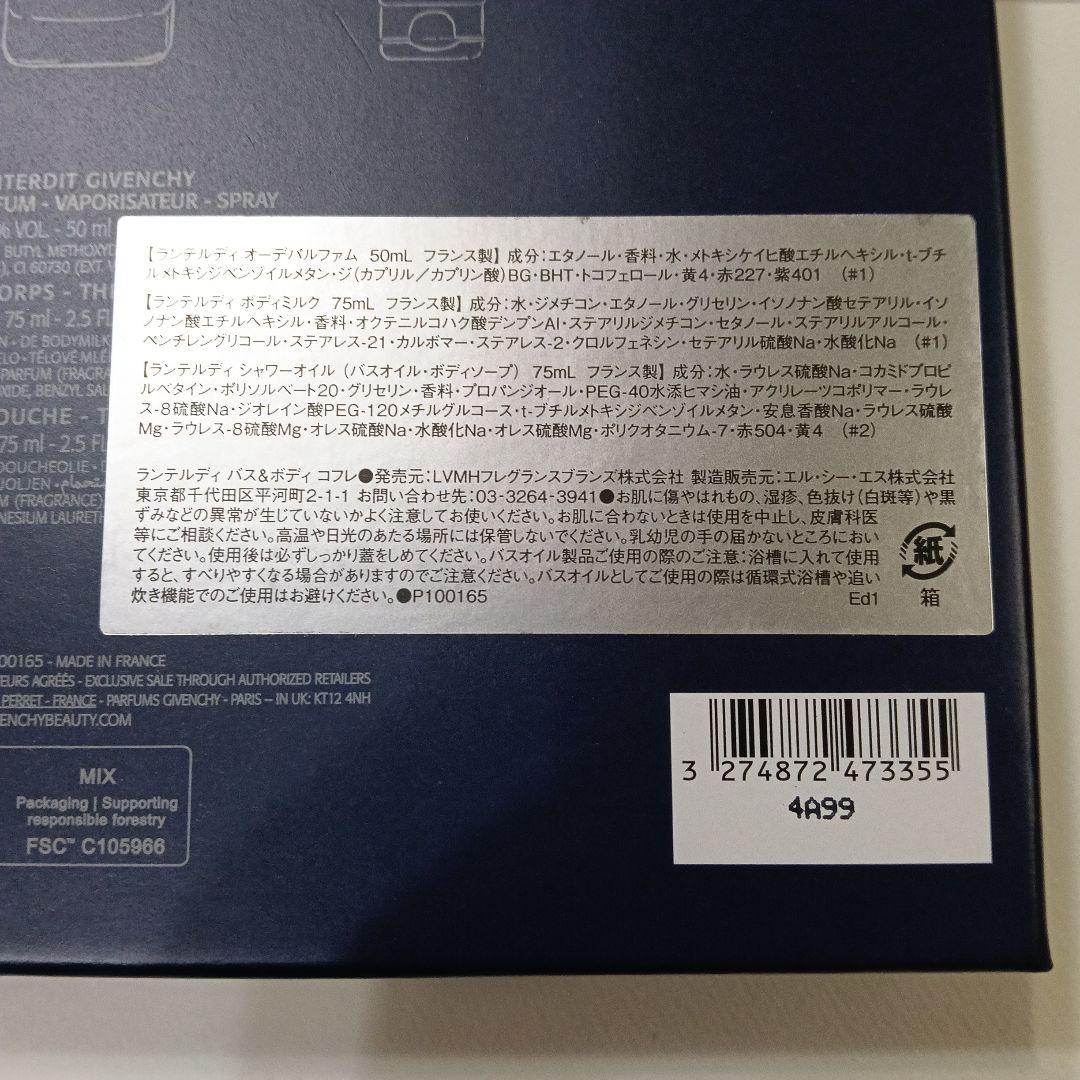 NTERDIT GIVENCHY
FUM - VAPORISATEUR - SPRAY
% VOL. - 50 ml
BUTYL METHOXYD
CI 60730 (EXT. V
ORPS - TH
75 ml - 2.5 FL
N - DE BODYMILK
ELO - TÉLOVÉ MLÉ
PARFUM (FRAGRA
OXIDE, BENZYL SAL
OUCHE - T
75 ml - 2.5 FL
DOUCHEOLIE
UM (FRAGRANCE)
NESIUM LAURETH
【ランテルディ オーデパルファム 50mL フランス製】成分:エタノール・香料・水・メトキシケイヒ酸エチルヘキシル・t-ブチ
ルメトキシジベンゾイルメタン・ジ(カプリル/カプリン酸)BG・BHT・トコフェロール・黄4・赤227・紫401 (#1)
【ランテルディ ボディミルク 75mL フランス製】成分:水・ジメチコン・エタノール・グリセリン・イソノナン酸セテアリル・イソ
ノナン酸エチルヘキシル・香料・オクテニルコハク酸デンプンAl・ステアリルジメチコン・セタノール・ステアリルアルコール・
ペンチレングリコール・ステアレス-21・カルボマー・ステアレス-2・クロルフェネシン・セテアリル硫酸Na・水酸化Na (#1)
【ランテルディ シャワーオイル (バスオイル・ボディソープ) 75mL フランス製】成分:水・ラウレス硫酸Na・コカミドプロピ
ルベタイン・ポリソルベート20・グリセリン・香料・プロパンジオール・PEG-40水添ヒマシ油・アクリレーツコポリマー・ラウレ
ス-8硫酸Na・ジオレイン酸PEG-120メチルグルコース・t-ブチルメトキシジベンゾイルメタン・安息香酸Na・ラウレス硫酸
Mg・ラウレス-8硫酸Mg・オレス硫酸Na・水酸化Na・オレス硫酸Mg・ポリクオタニウム-7・赤504・黄4 (#2)
ランテルディ バス&ボディ コフレ●発売元:LVMHフレグランスブランズ株式会社 製造販売元:エル・シー・エス株式会社
東京都千代田区平河町2-1-1 お問い合わせ先:03-3264-3941●お肌に傷やはれもの、湿疹、色抜け(白斑等)や黒
ずみなどの異常が生じていないかよく注意してお使いください。お肌に合わないときは使用を中止し、皮膚科医
等にご相談ください。高温や日光のあたる場所には保管しないでください。乳幼児の手の届かないところにおい
てください。使用後は必ずしっかり蓋をしめてください。バスオイル製品ご使用の際のご注意:浴槽に入れて使用
すると、すべりやすくなる場合がありますのでご注意ください。バスオイルとしてご使用の際は循環式浴槽や追い
炊き機能でのご使用はお避けください。●P100165
Ed1
紙
箱
00165 - MADE IN FRANCE
TEURS AGRÉÉS - EXCLUSIVE SALE THROUGH AUTHORIZED RETAILERS
PERRET - FRANCE - PARFUMS GIVENCHY - PARIS – IN UK: KT12 4NH
ENCHYBEAUTY.COM
MIX
Packaging | Supporting
responsible forestry
FSC™ C105966
3 274872 473355
4A99